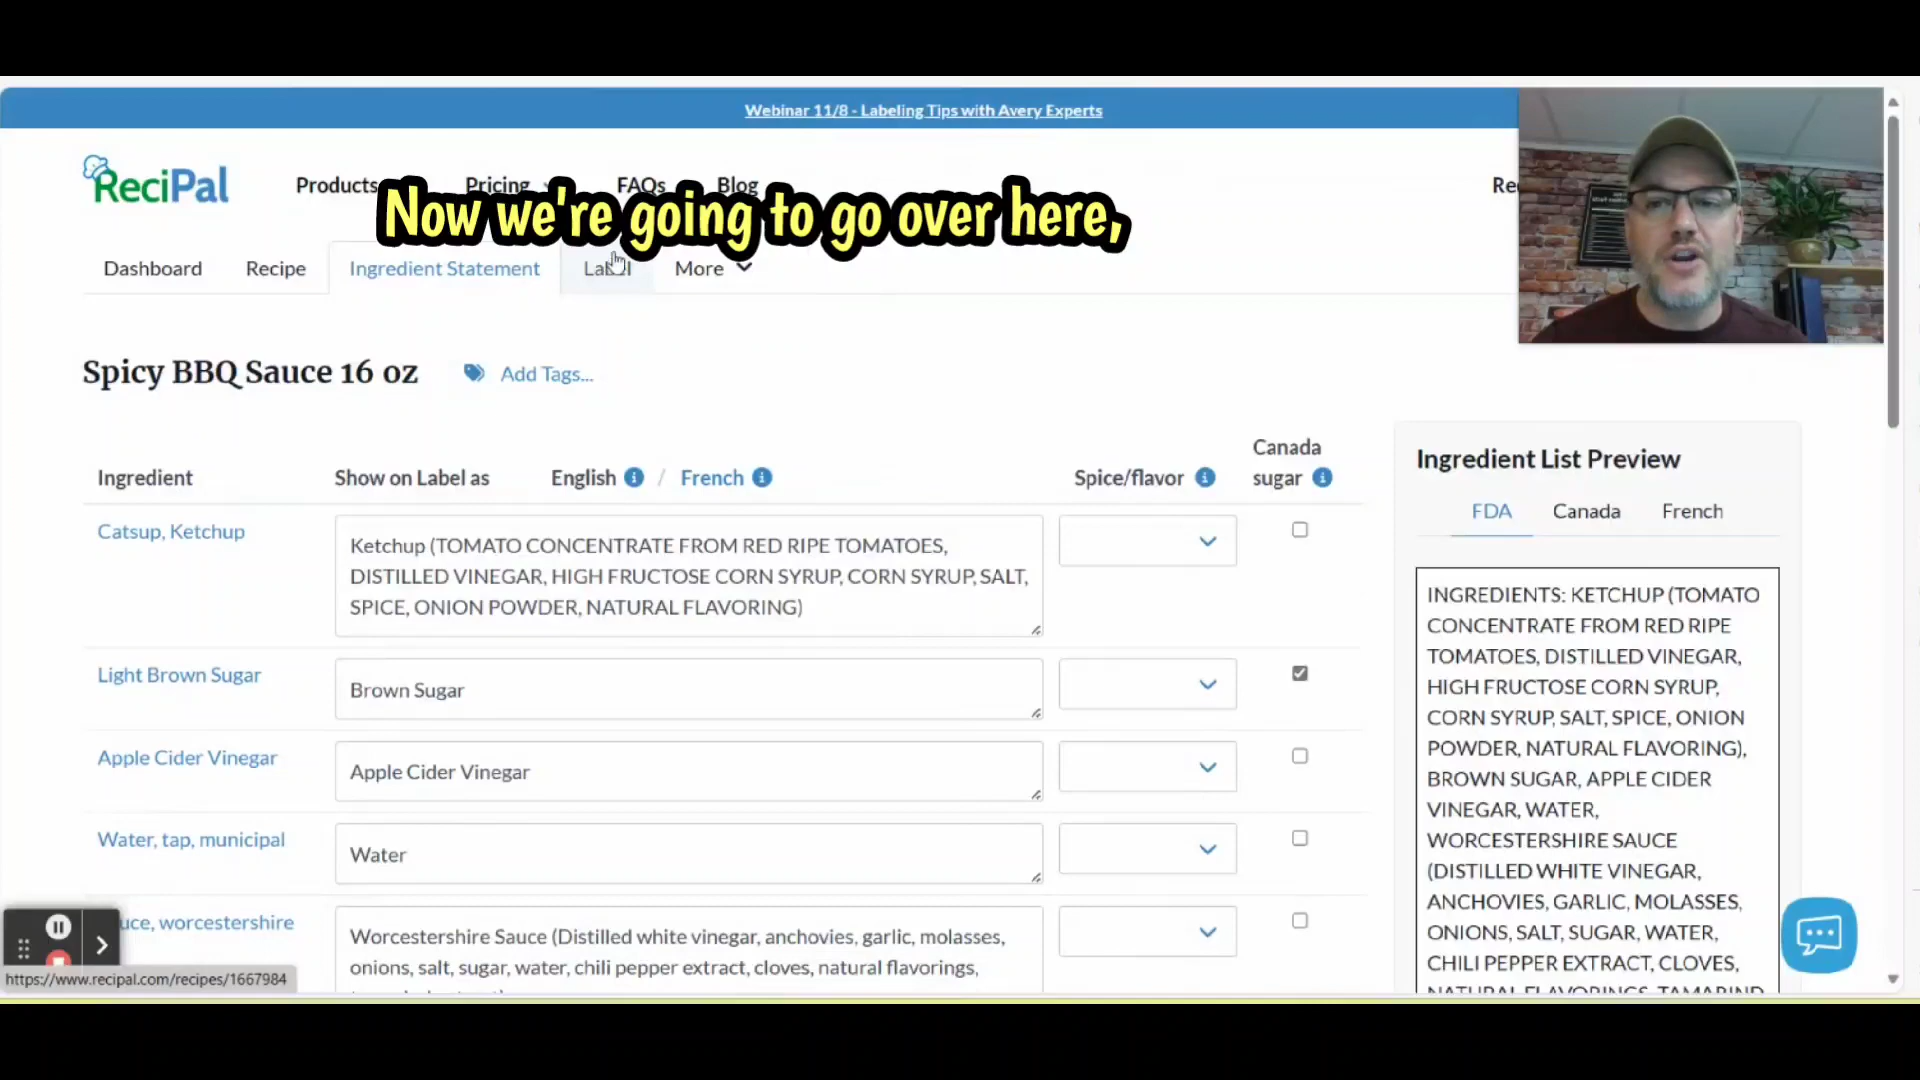 Webinar 11/8 - Labeling Tips with Avery Experts
ReciPal
Products
Pricing
FAQs
Blog
Now we're going to go over here,
Dashboard
Recipe
Ingredient Statement
Label
More
Spicy BBQ Sauce 16 oz
Add Tags...
Ingredient
Show on Label as
English
/
French
Spice/flavor
Canada
sugar
Catsup, Ketchup
Ketchup (TOMATO CONCENTRATE FROM RED RIPE TOMATOES,
DISTILLED VINEGAR, HIGH FRUCTOSE CORN SYRUP, CORN SYRUP, SALT,
SPICE, ONION POWDER, NATURAL FLAVORING)
Light Brown Sugar
Brown Sugar
Apple Cider Vinegar
Apple Cider Vinegar
Water, tap, municipal
Water
uce, worcestershire
Worcestershire Sauce (Distilled white vinegar, anchovies, garlic, molasses,
onions, salt, sugar, water, chili pepper extract, cloves, natural flavorings,
https://www.recipal.com/recipes/1667984
Ingredient List Preview
FDA
Canada
French
INGREDIENTS: KETCHUP (TOMATO
CONCENTRATE FROM RED RIPE
TOMATOES, DISTILLED VINEGAR,
HIGH FRUCTOSE CORN SYRUP,
CORN SYRUP, SALT, SPICE, ONION
POWDER, NATURAL FLAVORING),
BROWN SUGAR, APPLE CIDER
VINEGAR, WATER,
WORCESTERSHIRE SAUCE
(DISTILLED WHITE VINEGAR,
ANCHOVIES, GARLIC, MOLASSES,
ONIONS, SALT, SUGAR, WATER,
CHILI PEPPER EXTRACT, CLOVES,
NATURAL FLAVORINGS, TAMARIND